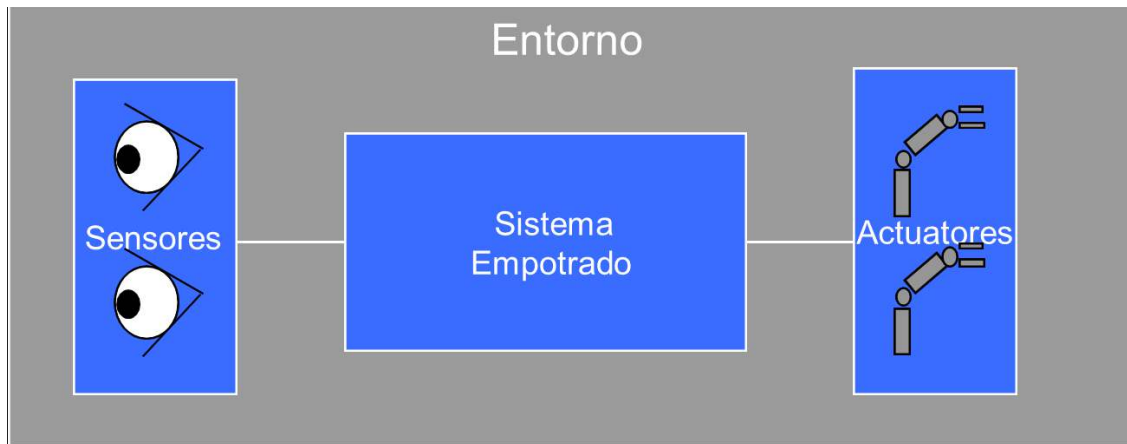 Entorno
Sensores
Sistema
Empotrado
Actuatores